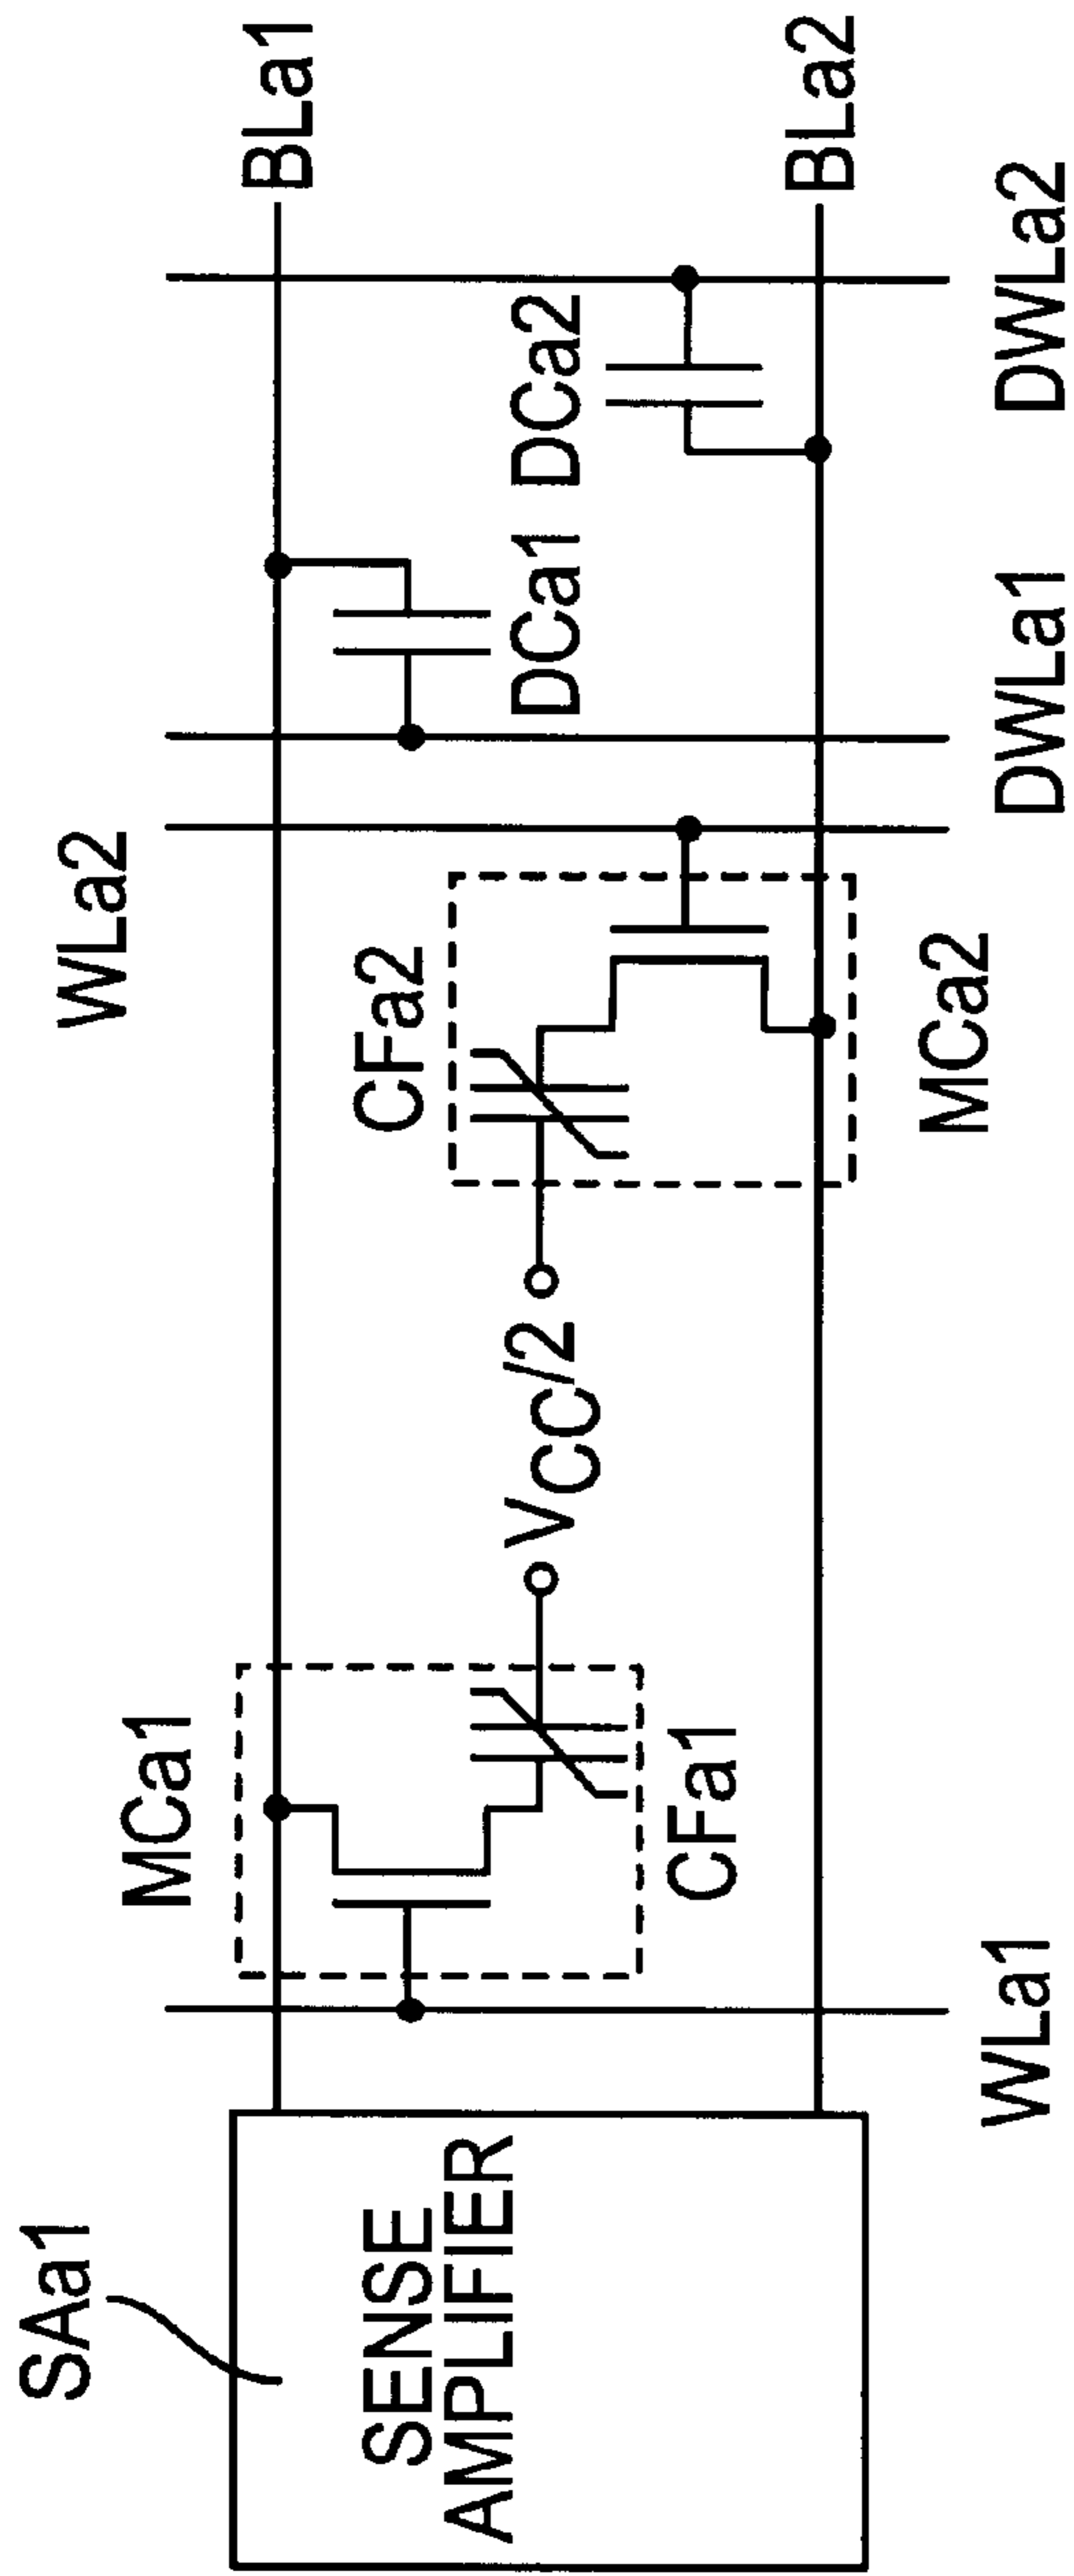 SAa1
SENSE
AMPLIFIER
WLa1
MCa1
CFa1
VCC/2
CFa2
MCa2
WLa2
DWLa1
DCa1
DCa2
DWLa2
BLa1
BLa2